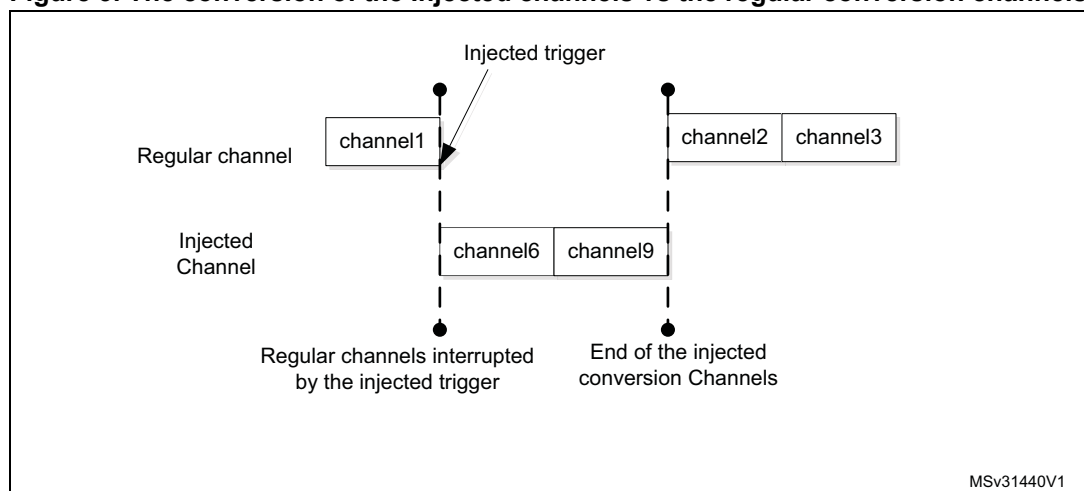 Figure 9. The conversion of the injected channels vs the regular conversion channels
Injected trigger
Regular channel
channel1
channel2
channel3
Injected
Channel
channel6
channel9
Regular channels interrupted
by the injected trigger
End of the injected
conversion Channels
MSv31440V1